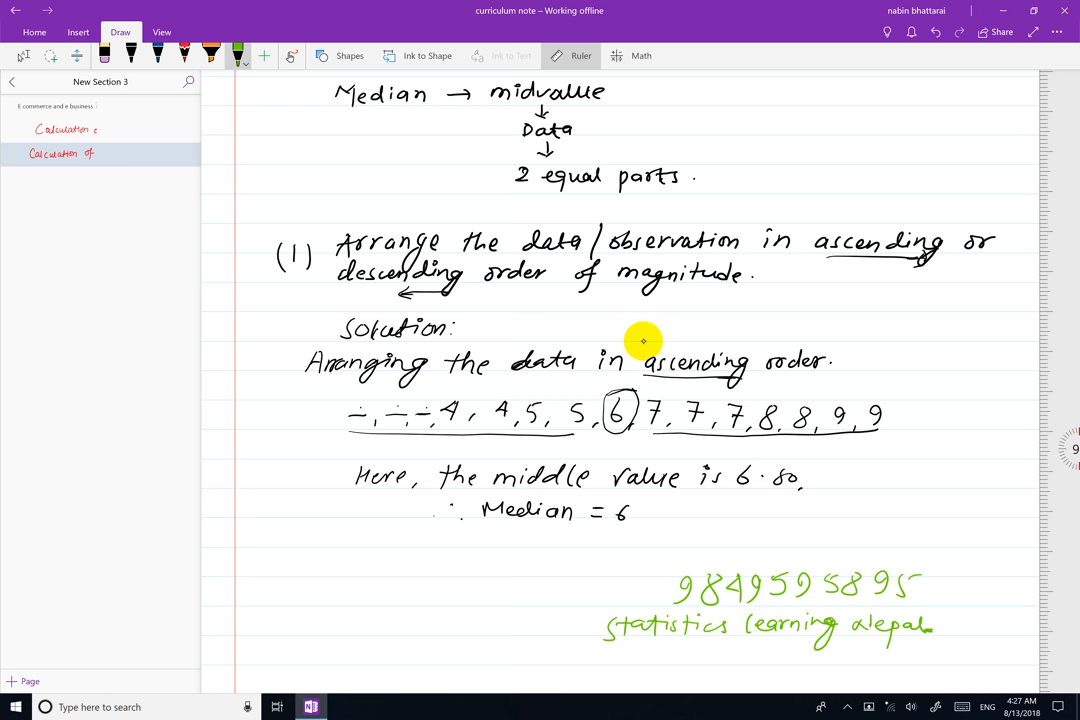 curriculum note – Working offline
nabin bhattarai
Home Insert Draw View
Share
Shapes Ink to Shape Ink to Text Ruler Math
New Section 3
E commerce and e business
Calculation c
Calculation of
Page
Median → midvalue
↓
Data
↓
2 equal parts.
(1) Arrange the data/observation in ascending or
descending order of magnitude.
Solution:
Arranging the data in ascending order.
÷, ÷, ÷, 4, 4, 5, 5, 6, 7, 7, 7, 8, 8, 9, 9
Here, the middle value is 6. so,
∴ Median = 6
9849595895
Statistics learning Nepal
9
Type here to search
ENG
4:27 AM
8/13/2018